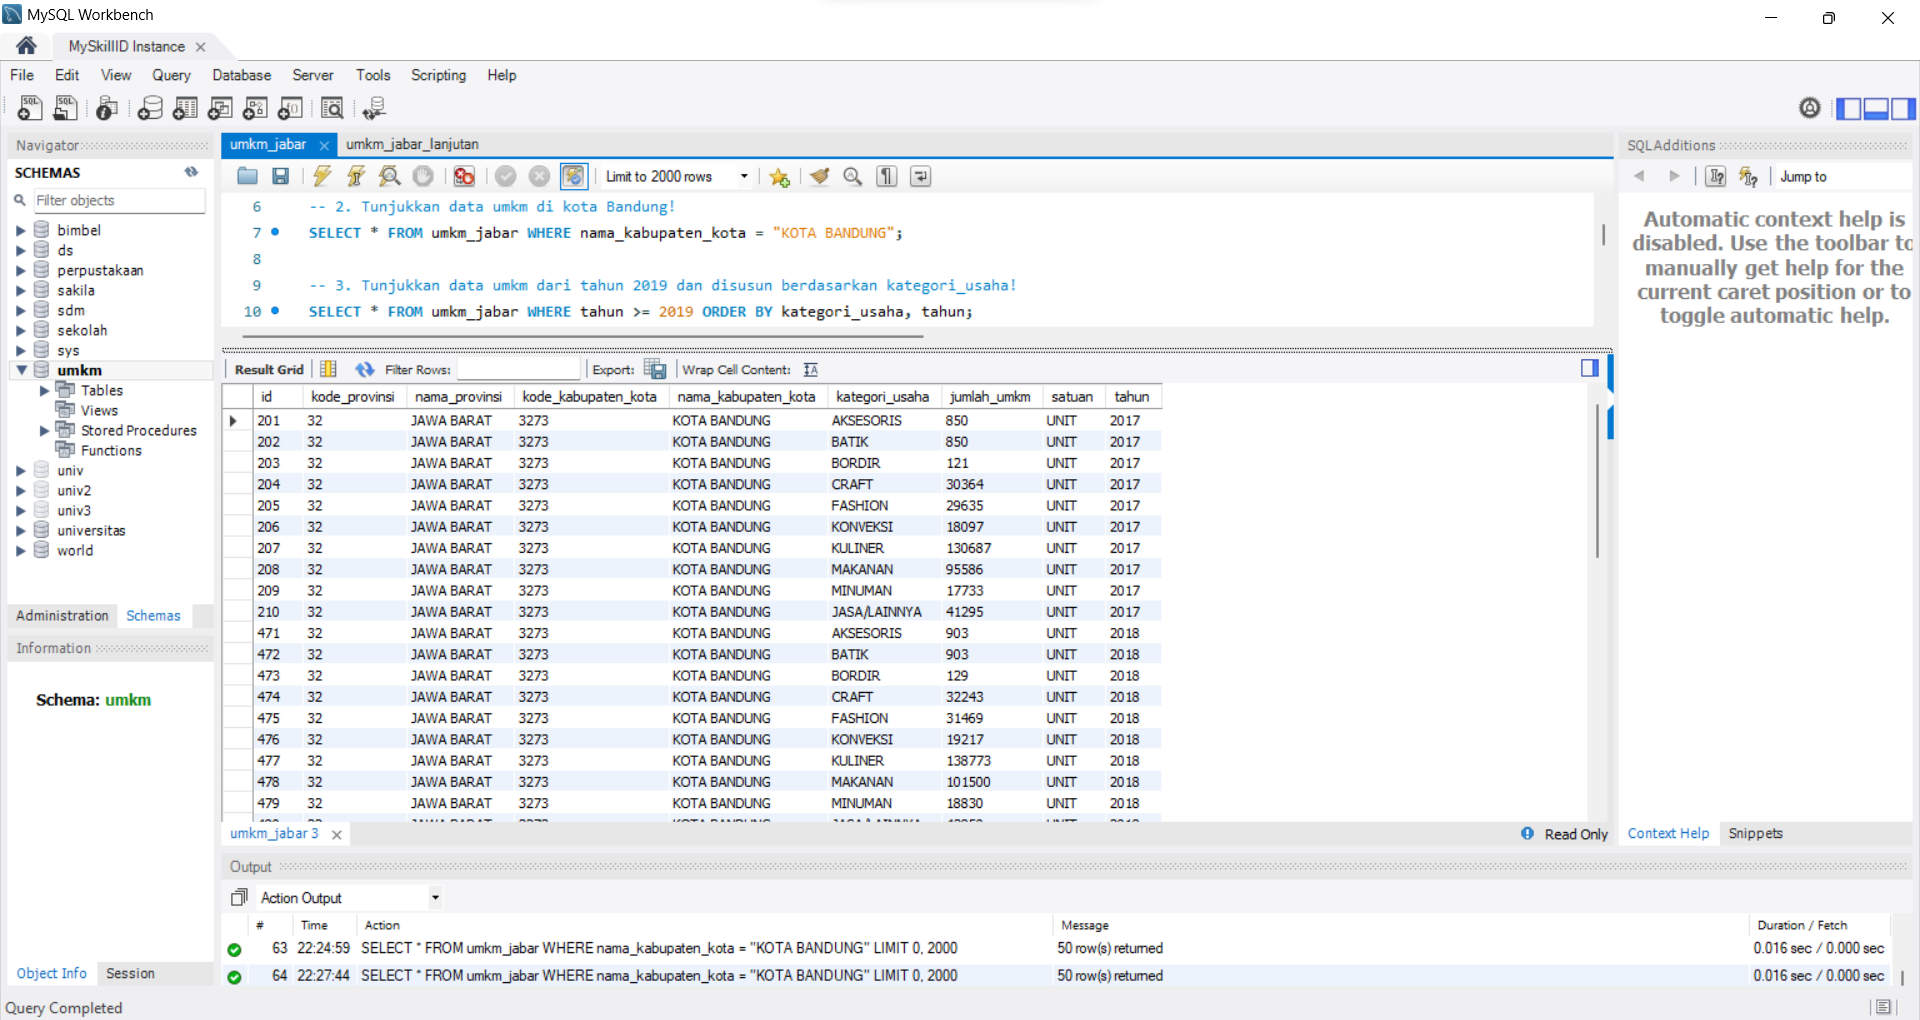 MySQL Workbench
MySkillID Instance
File Edit View Query Database Server Tools Scripting Help
Navigator
SCHEMAS
Filter objects
bimbel
ds
perpustakaan
sakila
sdm
sekolah
sys
umkm
Tables
Views
Stored Procedures
Functions
univ
univ2
univ3
universitas
world
Administration Schemas
Information
Schema: umkm
Object Info Session
umkm_jabar umkm_jabar_lanjutan
Limit to 2000 rows
6 -- 2. Tunjukkan data umkm di kota Bandung!
7 SELECT * FROM umkm_jabar WHERE nama_kabupaten_kota = "KOTA BANDUNG";
8
9 -- 3. Tunjukkan data umkm dari tahun 2019 dan disusun berdasarkan kategori_usaha!
10 SELECT * FROM umkm_jabar WHERE tahun >= 2019 ORDER BY kategori_usaha, tahun;
Result Grid Filter Rows: Export: Wrap Cell Content:
id kode_provinsi nama_provinsi kode_kabupaten_kota nama_kabupaten_kota kategori_usaha jumlah_umkm satuan tahun
201 32 JAWA BARAT 3273 KOTA BANDUNG AKSESORIS 850 UNIT 2017
202 32 JAWA BARAT 3273 KOTA BANDUNG BATIK 850 UNIT 2017
203 32 JAWA BARAT 3273 KOTA BANDUNG BORDIR 121 UNIT 2017
204 32 JAWA BARAT 3273 KOTA BANDUNG CRAFT 30364 UNIT 2017
205 32 JAWA BARAT 3273 KOTA BANDUNG FASHION 29635 UNIT 2017
206 32 JAWA BARAT 3273 KOTA BANDUNG KONVEKSI 18097 UNIT 2017
207 32 JAWA BARAT 3273 KOTA BANDUNG KULINER 130687 UNIT 2017
208 32 JAWA BARAT 3273 KOTA BANDUNG MAKANAN 95586 UNIT 2017
209 32 JAWA BARAT 3273 KOTA BANDUNG MINUMAN 17733 UNIT 2017
210 32 JAWA BARAT 3273 KOTA BANDUNG JASA/LAINNYA 41295 UNIT 2017
471 32 JAWA BARAT 3273 KOTA BANDUNG AKSESORIS 903 UNIT 2018
472 32 JAWA BARAT 3273 KOTA BANDUNG BATIK 903 UNIT 2018
473 32 JAWA BARAT 3273 KOTA BANDUNG BORDIR 129 UNIT 2018
474 32 JAWA BARAT 3273 KOTA BANDUNG CRAFT 32243 UNIT 2018
475 32 JAWA BARAT 3273 KOTA BANDUNG FASHION 31469 UNIT 2018
476 32 JAWA BARAT 3273 KOTA BANDUNG KONVEKSI 19217 UNIT 2018
477 32 JAWA BARAT 3273 KOTA BANDUNG KULINER 138773 UNIT 2018
478 32 JAWA BARAT 3273 KOTA BANDUNG MAKANAN 101500 UNIT 2018
479 32 JAWA BARAT 3273 KOTA BANDUNG MINUMAN 18830 UNIT 2018
umkm_jabar 3
Read Only
SQLAdditions
Jump to
Automatic context help is
disabled. Use the toolbar to
manually get help for the
current caret position or to
toggle automatic help.
Context Help Snippets
Output
Action Output
# Time Action Message Duration / Fetch
63 22:24:59 SELECT * FROM umkm_jabar WHERE nama_kabupaten_kota = "KOTA BANDUNG" LIMIT 0, 2000 50 row(s) returned 0.016 sec / 0.000 sec
64 22:27:44 SELECT * FROM umkm_jabar WHERE nama_kabupaten_kota = "KOTA BANDUNG" LIMIT 0, 2000 50 row(s) returned 0.016 sec / 0.000 sec
Query Completed